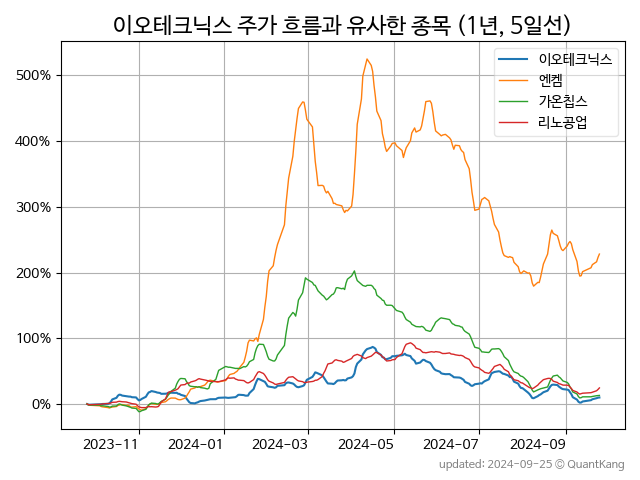 이오테크닉스 주가 흐름과 유사한 종목 (1년, 5일선)
이오테크닉스
엔켐
가온칩스
리노공업
500%
400%
300%
200%
100%
0%
2023-11 2024-01 2024-03 2024-05 2024-07 2024-09
updated: 2024-09-25 © QuantKang